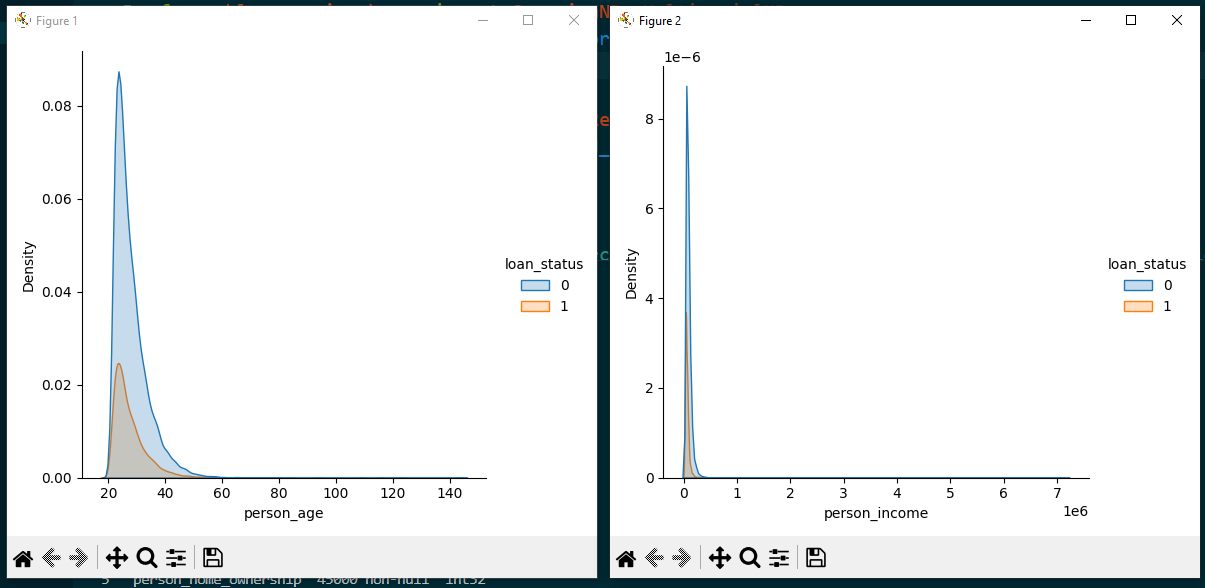 Figure 1
0.08
0.06
0.04
0.02
0.00
Density
20 40 60 80 100 120 140
person_age
loan_status
0
1
Figure 2
1e−6
8
6
4
2
0
Density
0 1 2 3 4 5 6 7
1e6
person_income
loan_status
0
1
5 person_home_ownership 45000 non-null int32